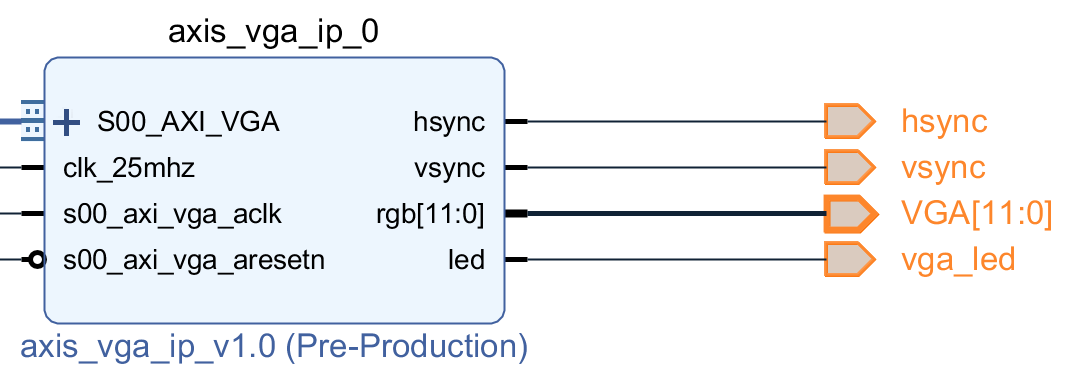 axis_vga_ip_0
S00_AXI_VGA hsync hsync
clk_25mhz vsync vsync
s00_axi_vga_aclk rgb[11:0] VGA[11:0]
s00_axi_vga_aresetn led vga_led
axis_vga_ip_v1.0 (Pre-Production)